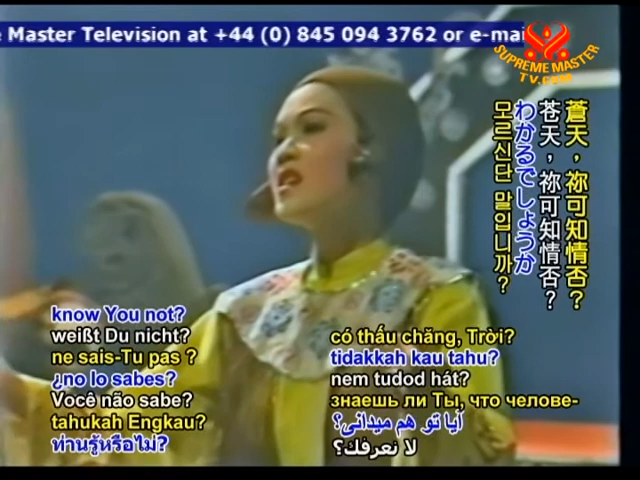 e Master Television at +44 (0) 845 094 3762 or e-mai
SUPREME MASTER
TV.COM
蒼天，祢可知情否？
苍天，祢可知情否？
わかるでしょうか
모르신단 말입니까?
know You not?
weißt Du nicht?
ne sais-Tu pas ?
¿no lo sabes?
Você não sabe?
tahukah Engkau?
ท่านรู้หรือไม่?
có thấu chăng, Trời?
tidakkah kau tahu?
nem tudod hát?
знаешь ли Ты, что челове-
آیا تو هم میدانی؟
لا نعرفك؟